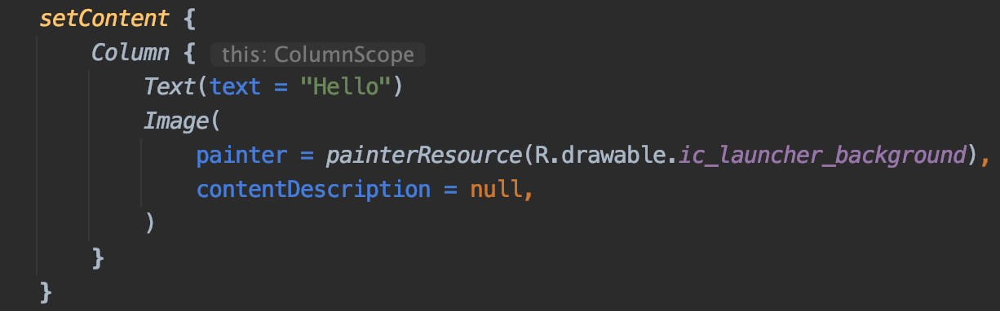 setContent {
    Column { this: ColumnScope
        Text(text = "Hello")
        Image(
            painter = painterResource(R.drawable.ic_launcher_background),
            contentDescription = null,
        )
    }
}